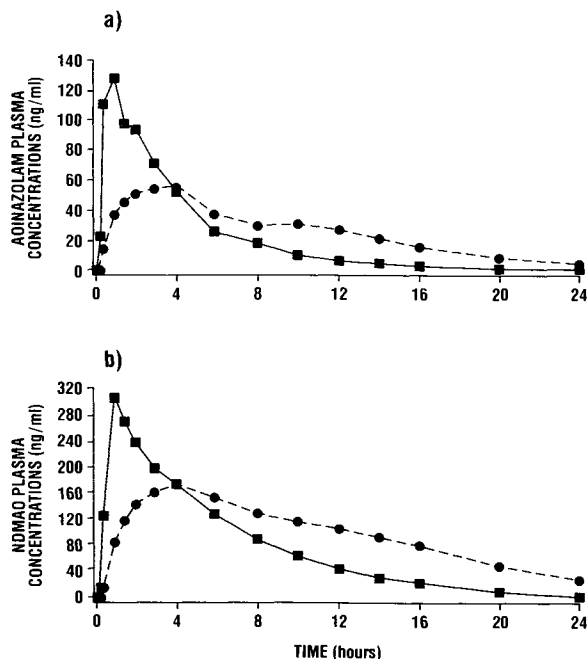 a)
AOINAZOLAM PLASMA
CONCENTRATIONS (ng/ml)
140
120
100
80
60
40
20
0
0 4 8 12 16 20 24
b)
NDMAO PLASMA
CONCENTRATIONS (ng/ml)
320
280
240
200
160
120
80
40
0
0 4 8 12 16 20 24
TIME (hours)